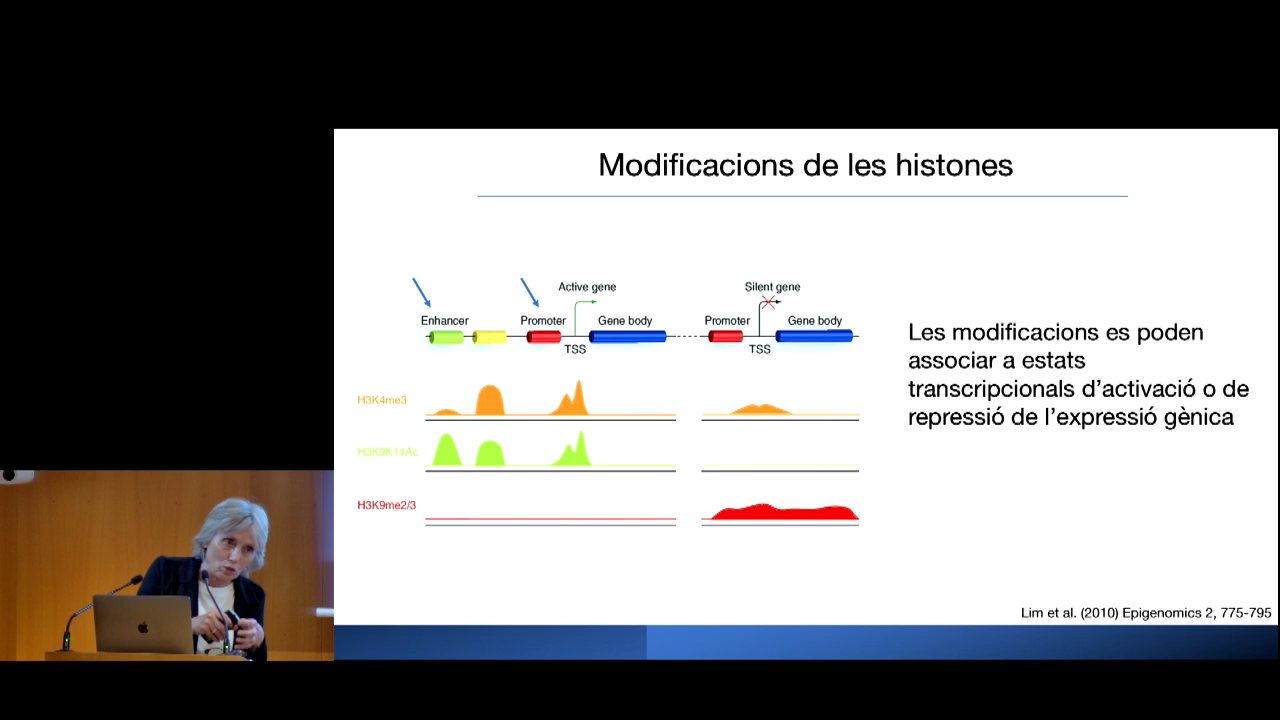 Modificacions de les histones
Active gene
Silent gene
Enhancer
Promoter
Gene body
Promoter
Gene body
TSS
TSS
H3K4me3
H3K9K14Ac
H3K9me2/3
Les modificacions es poden
associar a estats
transcripcionals d'activació o de
repressió de l'expressió gènica
Lim et al. (2010) Epigenomics 2, 775-795